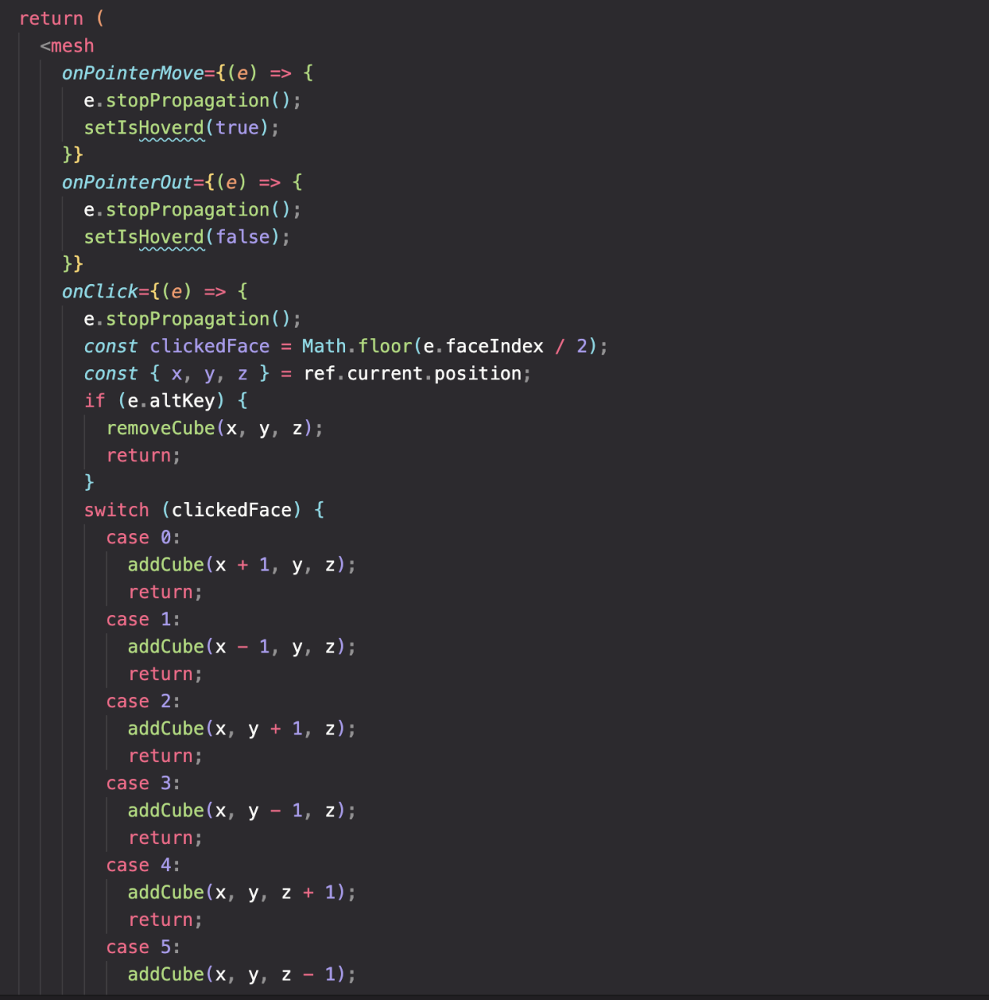 return (
<mesh
onPointerMove={(e) => {
e.stopPropagation();
setIsHoverd(true);
}}
onPointerOut={(e) => {
e.stopPropagation();
setIsHoverd(false);
}}
onClick={(e) => {
e.stopPropagation();
const clickedFace = Math.floor(e.faceIndex / 2);
const { x, y, z } = ref.current.position;
if (e.altKey) {
removeCube(x, y, z);
return;
}
switch (clickedFace) {
case 0:
addCube(x + 1, y, z);
return;
case 1:
addCube(x - 1, y, z);
return;
case 2:
addCube(x, y + 1, z);
return;
case 3:
addCube(x, y - 1, z);
return;
case 4:
addCube(x, y, z + 1);
return;
case 5:
addCube(x, y, z - 1);